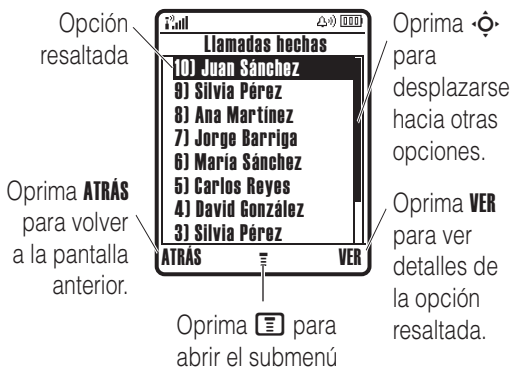 Opción
resaltada
Llamadas hechas
10) Juan Sánchez
9) Silvia Pérez
8) Ana Martínez
7) Jorge Barriga
6) María Sánchez
5) Carlos Reyes
4) David González
3) Silvia Pérez
ATRÁS
VER
Oprima
para
desplazarse
hacia otras
opciones.
Oprima ATRÁS
para volver
a la pantalla
anterior.
Oprima VER
para ver
detalles de
la opción
resaltada.
Oprima para
abrir el submenú